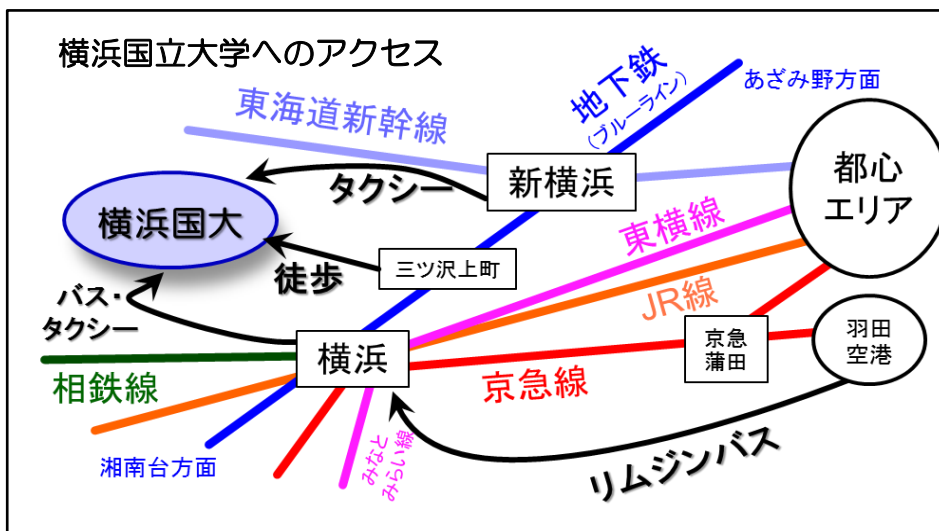 横浜国立大学へのアクセス
地下鉄
(ブルーライン)
あざみ野方面
東海道新幹線
タクシー
新横浜
都心
エリア
横浜国大
東横線
徒歩
三ツ沢上町
バス・
タクシー
JR線
横浜
京急
蒲田
羽田
空港
相鉄線
京急線
湘南台方面
みなと
みらい線
リムジンバス